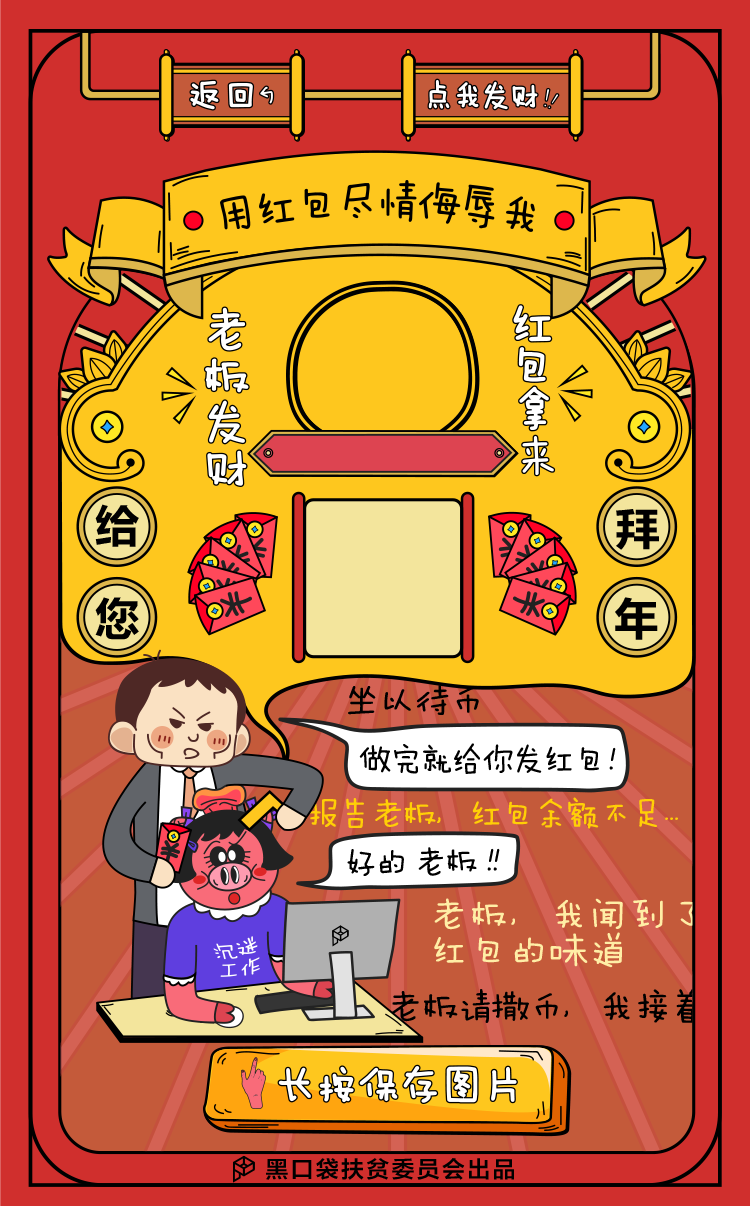 返回
点我发财!!
用红包尽情侮辱我
老板发财
红包拿来
给您
拜年
坐以待币
做完就给你发红包!
报告老板,红包余额不足...
好的 老板!!
老板,我闻到了
红包的味道
沉迷
工作
老板请撒币,我接着
长按保存图片
黑口袋扶贫委员会出品